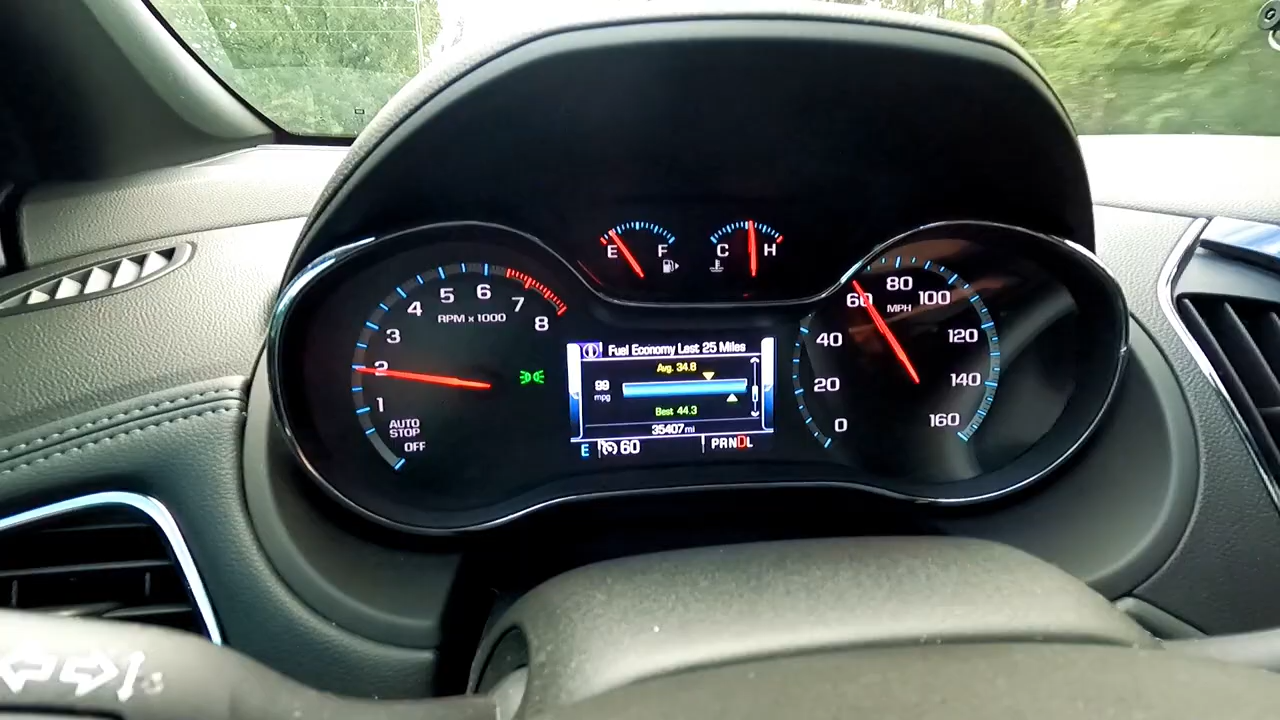 E F
C H
1
2
3
4
5
6
7
8
RPM x 1000
AUTO
STOP
OFF
Fuel Economy Last 25 Miles
Avg. 34.8
99
mpg
Best 44.3
35407 mi
E 60 PRNDL
0
20
40
60
80
100
120
140
160
MPH